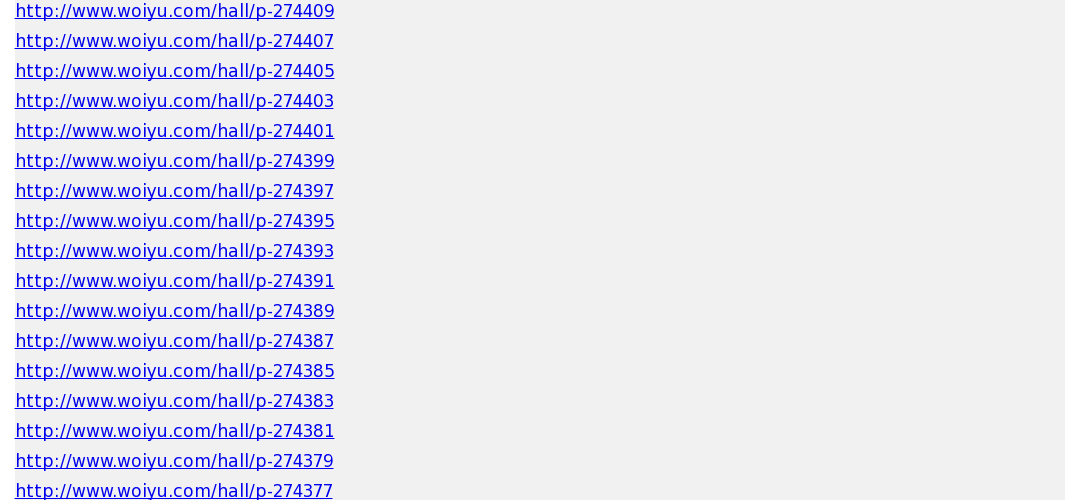 http://www.woiyu.com/hall/p-274409
http://www.woiyu.com/hall/p-274407
http://www.woiyu.com/hall/p-274405
http://www.woiyu.com/hall/p-274403
http://www.woiyu.com/hall/p-274401
http://www.woiyu.com/hall/p-274399
http://www.woiyu.com/hall/p-274397
http://www.woiyu.com/hall/p-274395
http://www.woiyu.com/hall/p-274393
http://www.woiyu.com/hall/p-274391
http://www.woiyu.com/hall/p-274389
http://www.woiyu.com/hall/p-274387
http://www.woiyu.com/hall/p-274385
http://www.woiyu.com/hall/p-274383
http://www.woiyu.com/hall/p-274381
http://www.woiyu.com/hall/p-274379
http://www.woiyu.com/hall/p-274377